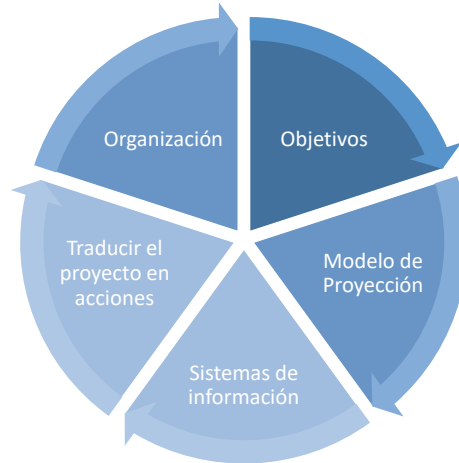 Organización
Objetivos
Modelo de
Proyección
Sistemas de
información
Traducir el
proyecto en
acciones